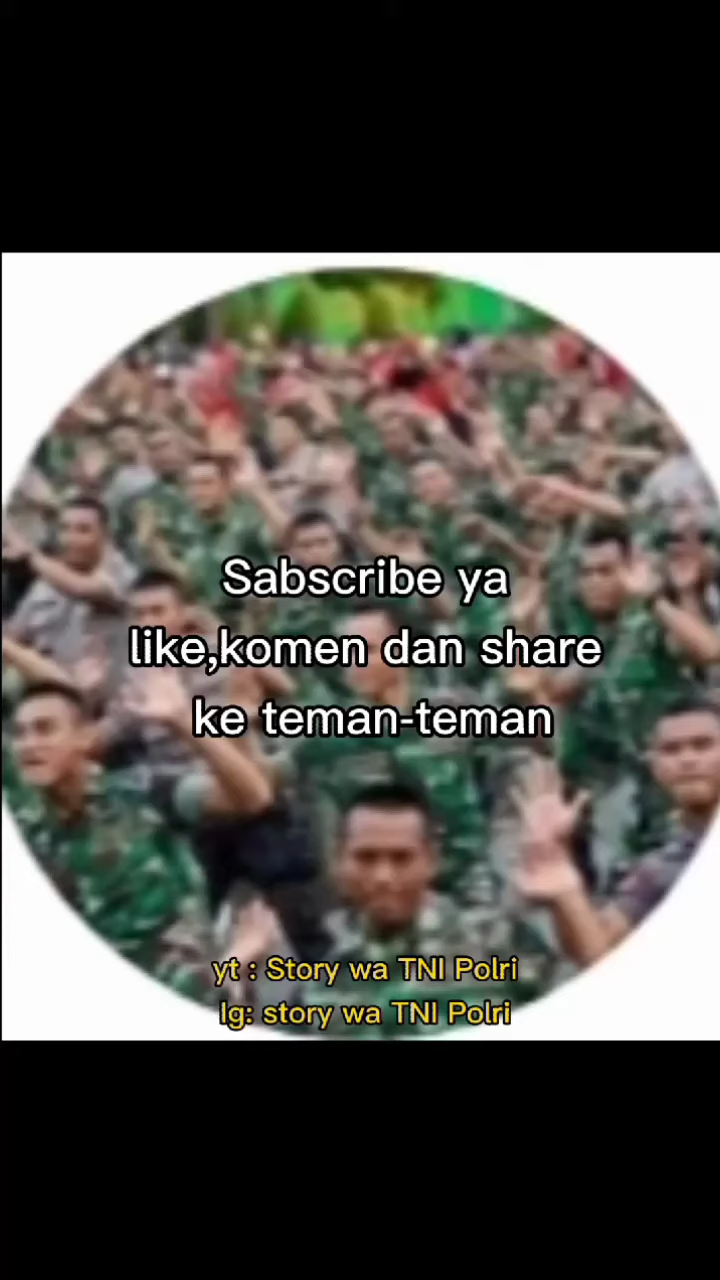 Sabscribe ya
like,komen dan share
ke teman-teman
yt : Story wa TNI Polri
Ig: story wa TNI Polri